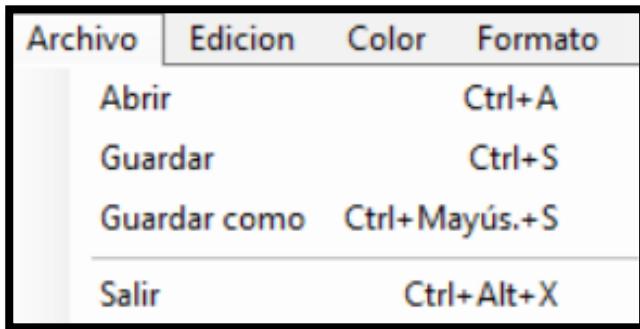 Archivo Edicion Color Formato
Abrir Ctrl+A
Guardar Ctrl+S
Guardar como Ctrl+Mayús.+S
Salir Ctrl+Alt+X